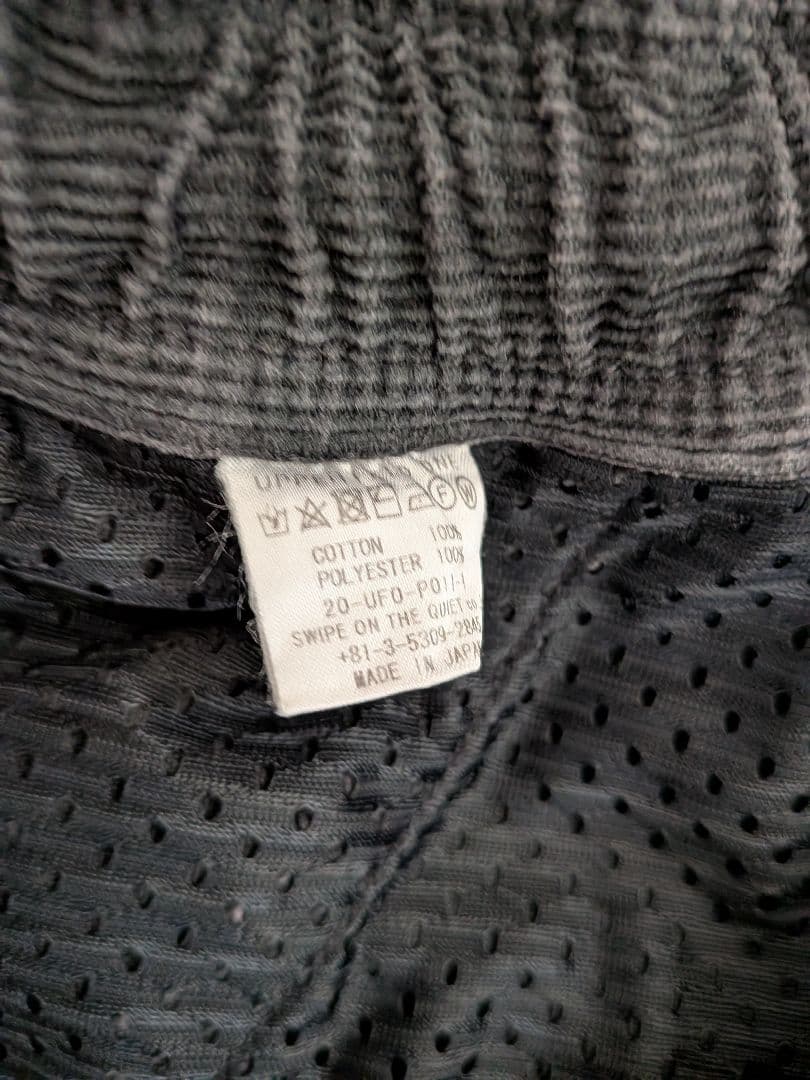 COTTON 100%
POLYESTER 100%
20-UFO-P011-1
SWIPE ON THE QUIET CO.
+81-3-5309-2845
MADE IN JAPAN